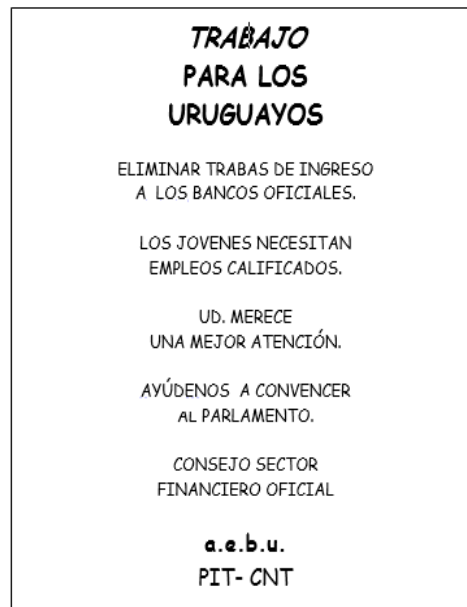 TRABAJO
PARA LOS
URUGUAYOS
ELIMINAR TRABAS DE INGRESO
A LOS BANCOS OFICIALES.
LOS JOVENES NECESITAN
EMPLEOS CALIFICADOS.
UD. MERECE
UNA MEJOR ATENCIÓN.
AYÚDENOS A CONVENCER
AL PARLAMENTO.
CONSEJO SECTOR
FINANCIERO OFICIAL
a.e.b.u.
PIT- CNT